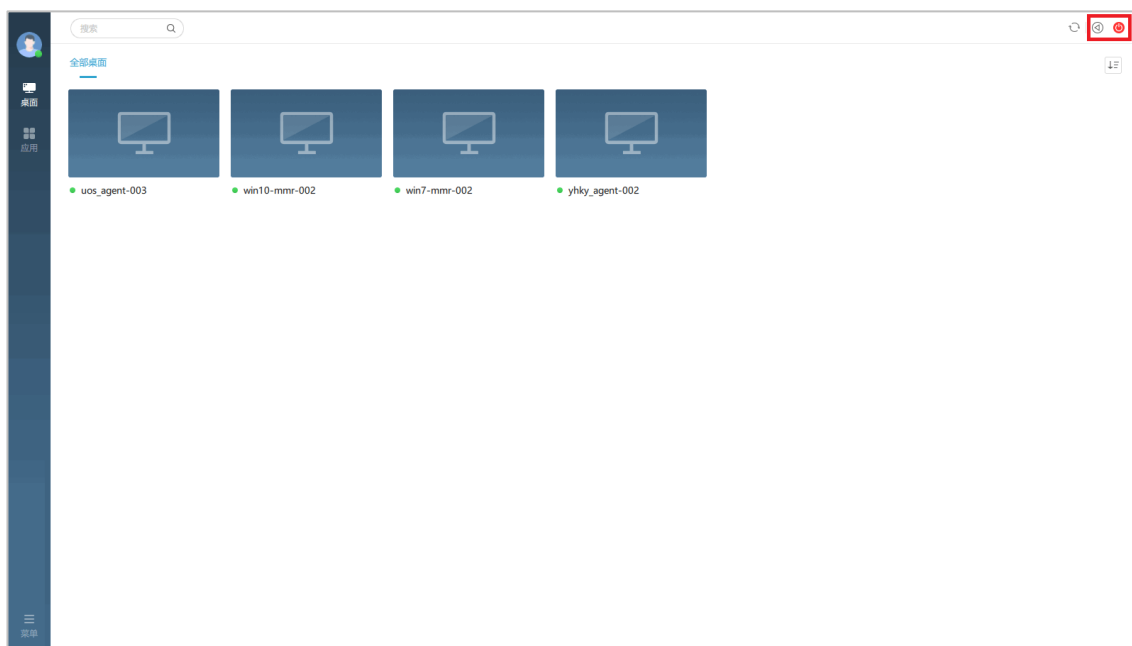 搜索
全部桌面
桌面
应用
uos_agent-003
win10-mmr-002
win7-mmr-002
yhky_agent-002
菜单